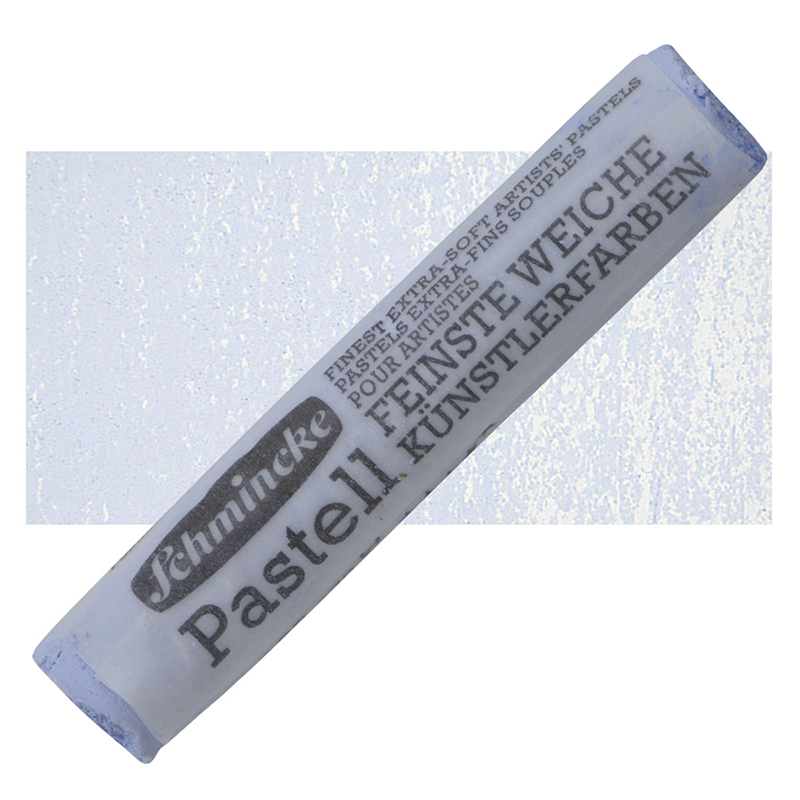 FINEST EXTRA-SOFT ARTISTS' PASTELS
PASTELS EXTRA-FINS SOUPLES
POUR ARTISTES
FEINSTE WEICHE
KÜNSTLERFARBEN
Schmincke
Pastell